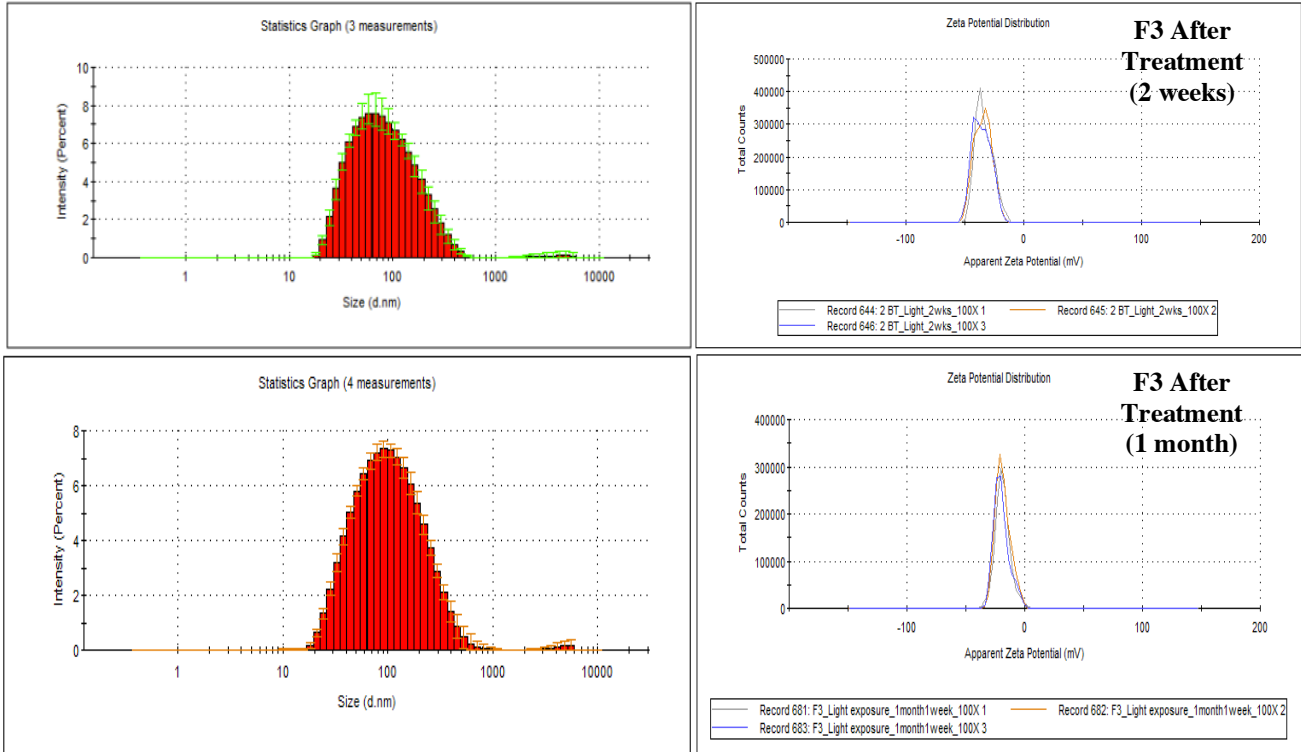 Statistics Graph (3 measurements)
10
8
6
4
2
0
Intensity (Percent)
1
10
100
1000
10000
Size (d.nm)
Zeta Potential Distribution
F3 After
Treatment
(2 weeks)
500000
400000
300000
200000
100000
0
Total Counts
-100
0
100
200
Apparent Zeta Potential (mV)
Record 644: 2 BT_Light_2wks_100X 1
Record 645: 2 BT_Light_2wks_100X 2
Record 646: 2 BT_Light_2wks_100X 3
Statistics Graph (4 measurements)
8
6
4
2
0
Intensity (Percent)
1
10
100
1000
10000
Size (d.nm)
Zeta Potential Distribution
F3 After
Treatment
(1 month)
400000
300000
200000
100000
0
Total Counts
-100
0
100
200
Apparent Zeta Potential (mV)
Record 681: F3_Light exposure_1month1week_100X 1
Record 682: F3_Light exposure_1month1week_100X 2
Record 683: F3_Light exposure_1month1week_100X 3